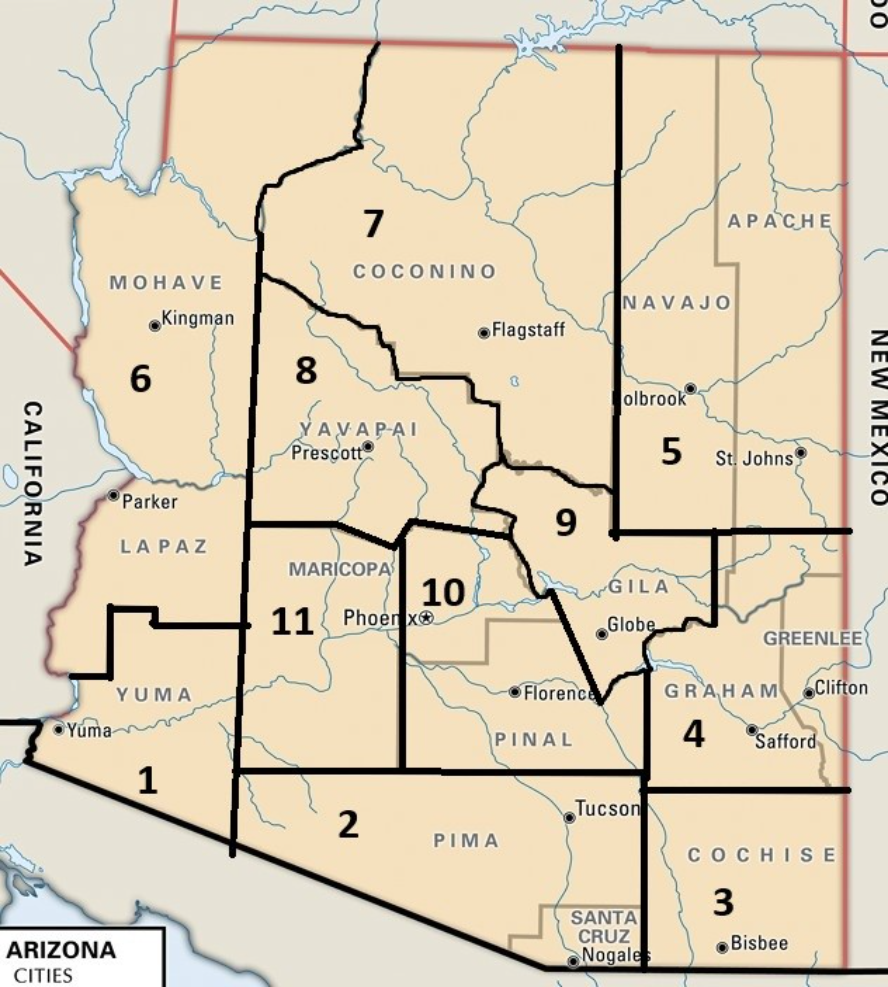 OO
7
COCONINO
APACHE
MOHAVE
Kingman
NAVAJO
Flagstaff
6
8
olbrook
NEW MEXICO
CALIFORNIA
YAVAPAI
Prescott
5
St. Johns
Parker
9
LA PAZ
MARICOPA
10
GILA
11
Phoenix
Globe
GREENLEE
YUMA
Florence
GRAHAM
Clifton
Yuma
PINAL
4
Safford
1
2
Tucson
PIMA
COCHISE
3
SANTA
CRUZ
Bisbee
Nogales
ARIZONA
CITIES